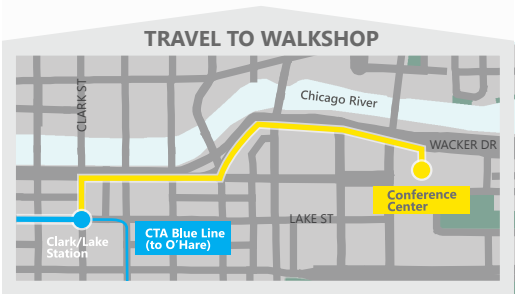 TRAVEL TO WALKSHOP
CLARK ST
Chicago River
WACKER DR
Conference
Center
LAKE ST
CTA Blue Line
(to O'Hare)
Clark/Lake
Station